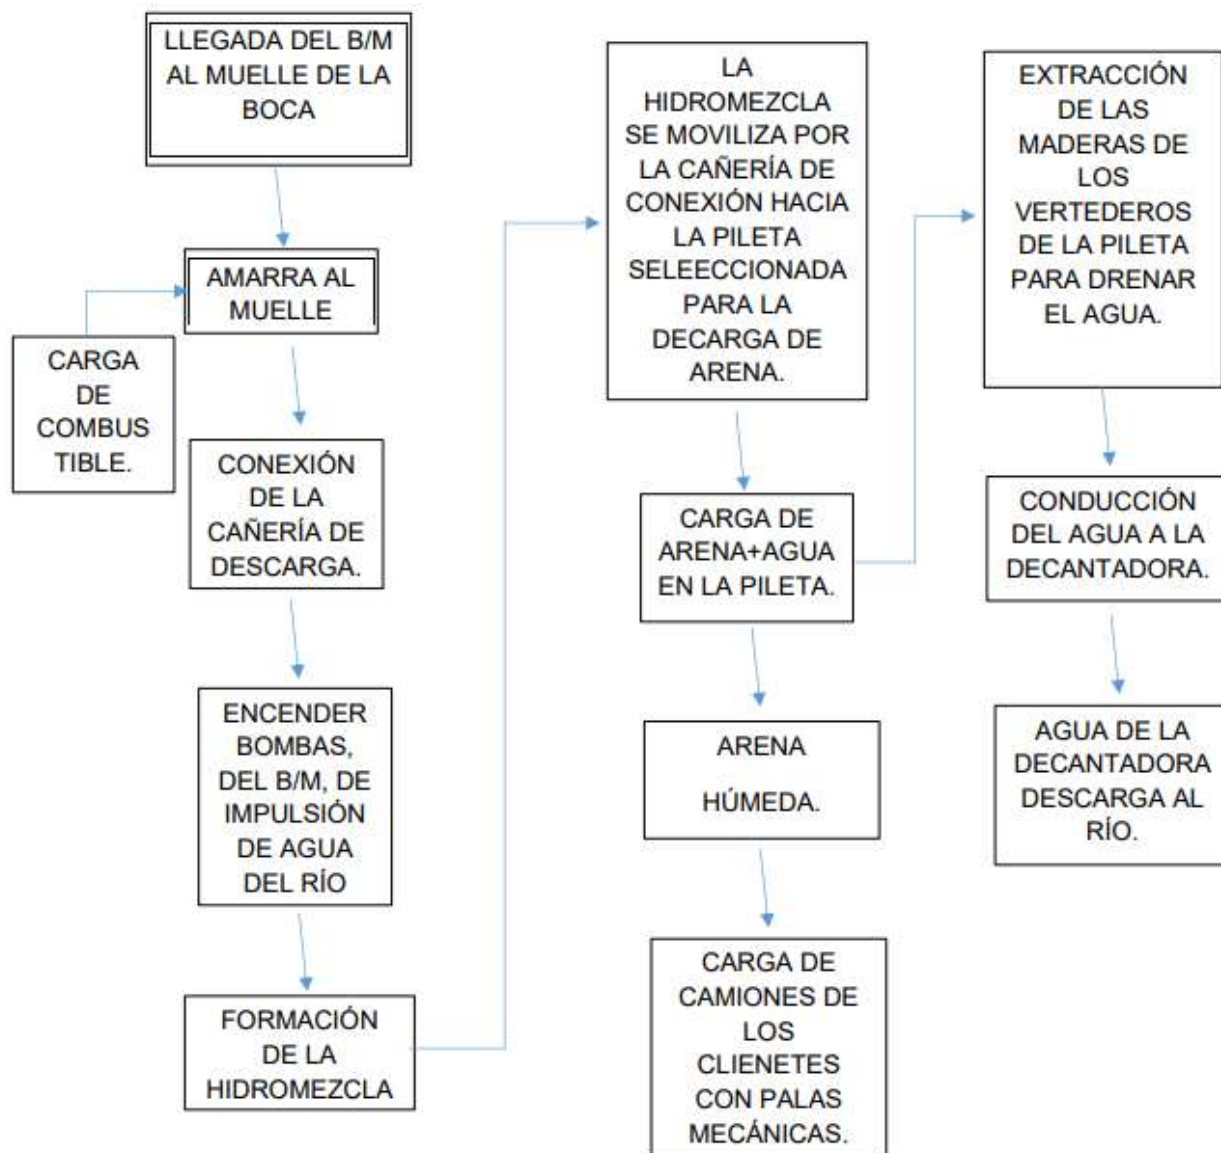 LLEGADA DEL B/M
AL MUELLE DE LA
BOCA
AMARRA AL
MUELLE
CARGA
DE
COMBUS
TIBLE.
CONEXIÓN
DE LA
CAÑERÍA DE
DESCARGA.
ENCENDER
BOMBAS,
DEL B/M, DE
IMPULSIÓN
DE AGUA
DEL RÍO
FORMACIÓN
DE LA
HIDROMEZCLA
LA
HIDROMEZCLA
SE MOVILIZA POR
LA CAÑERÍA DE
CONEXIÓN HACIA
LA PILETA
SELEECCIONADA
PARA LA
DECARGA DE
ARENA.
CARGA DE
ARENA+AGUA
EN LA PILETA.
ARENA
HÚMEDA.
CARGA DE
CAMIONES DE
LOS
CLIENETES
CON PALAS
MECÁNICAS.
EXTRACCIÓN
DE LAS
MADERAS DE
LOS
VERTEDEROS
DE LA PILETA
PARA DRENAR
EL AGUA.
CONDUCCIÓN
DEL AGUA A LA
DECANTADORA.
AGUA DE LA
DECANTADORA
DESCARGA AL
RÍO.